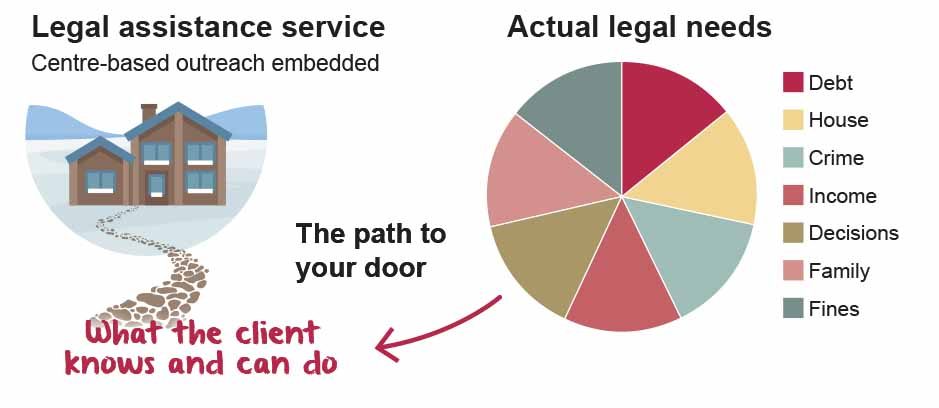 Legal assistance service
Centre-based outreach embedded
The path to
your door
What the client
knows and can do
Actual legal needs
Debt
House
Crime
Income
Decisions
Family
Fines